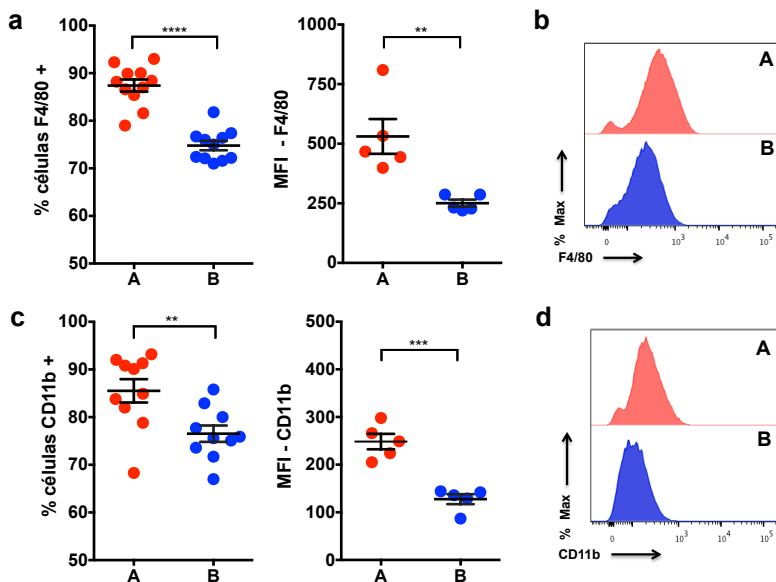 a
% células F4/80 +
100
90
80
70
60
50
****
A
B
MFI - F4/80
1000
750
500
250
0
**
A
B
b
A
B
% Max
0
10³
10⁴
10⁵
F4/80
c
% células CD11b +
100
90
80
70
60
50
**
A
B
MFI - CD11b
500
400
300
200
100
0
***
A
B
d
A
B
% Max
0
10³
10⁴
10⁵
CD11b